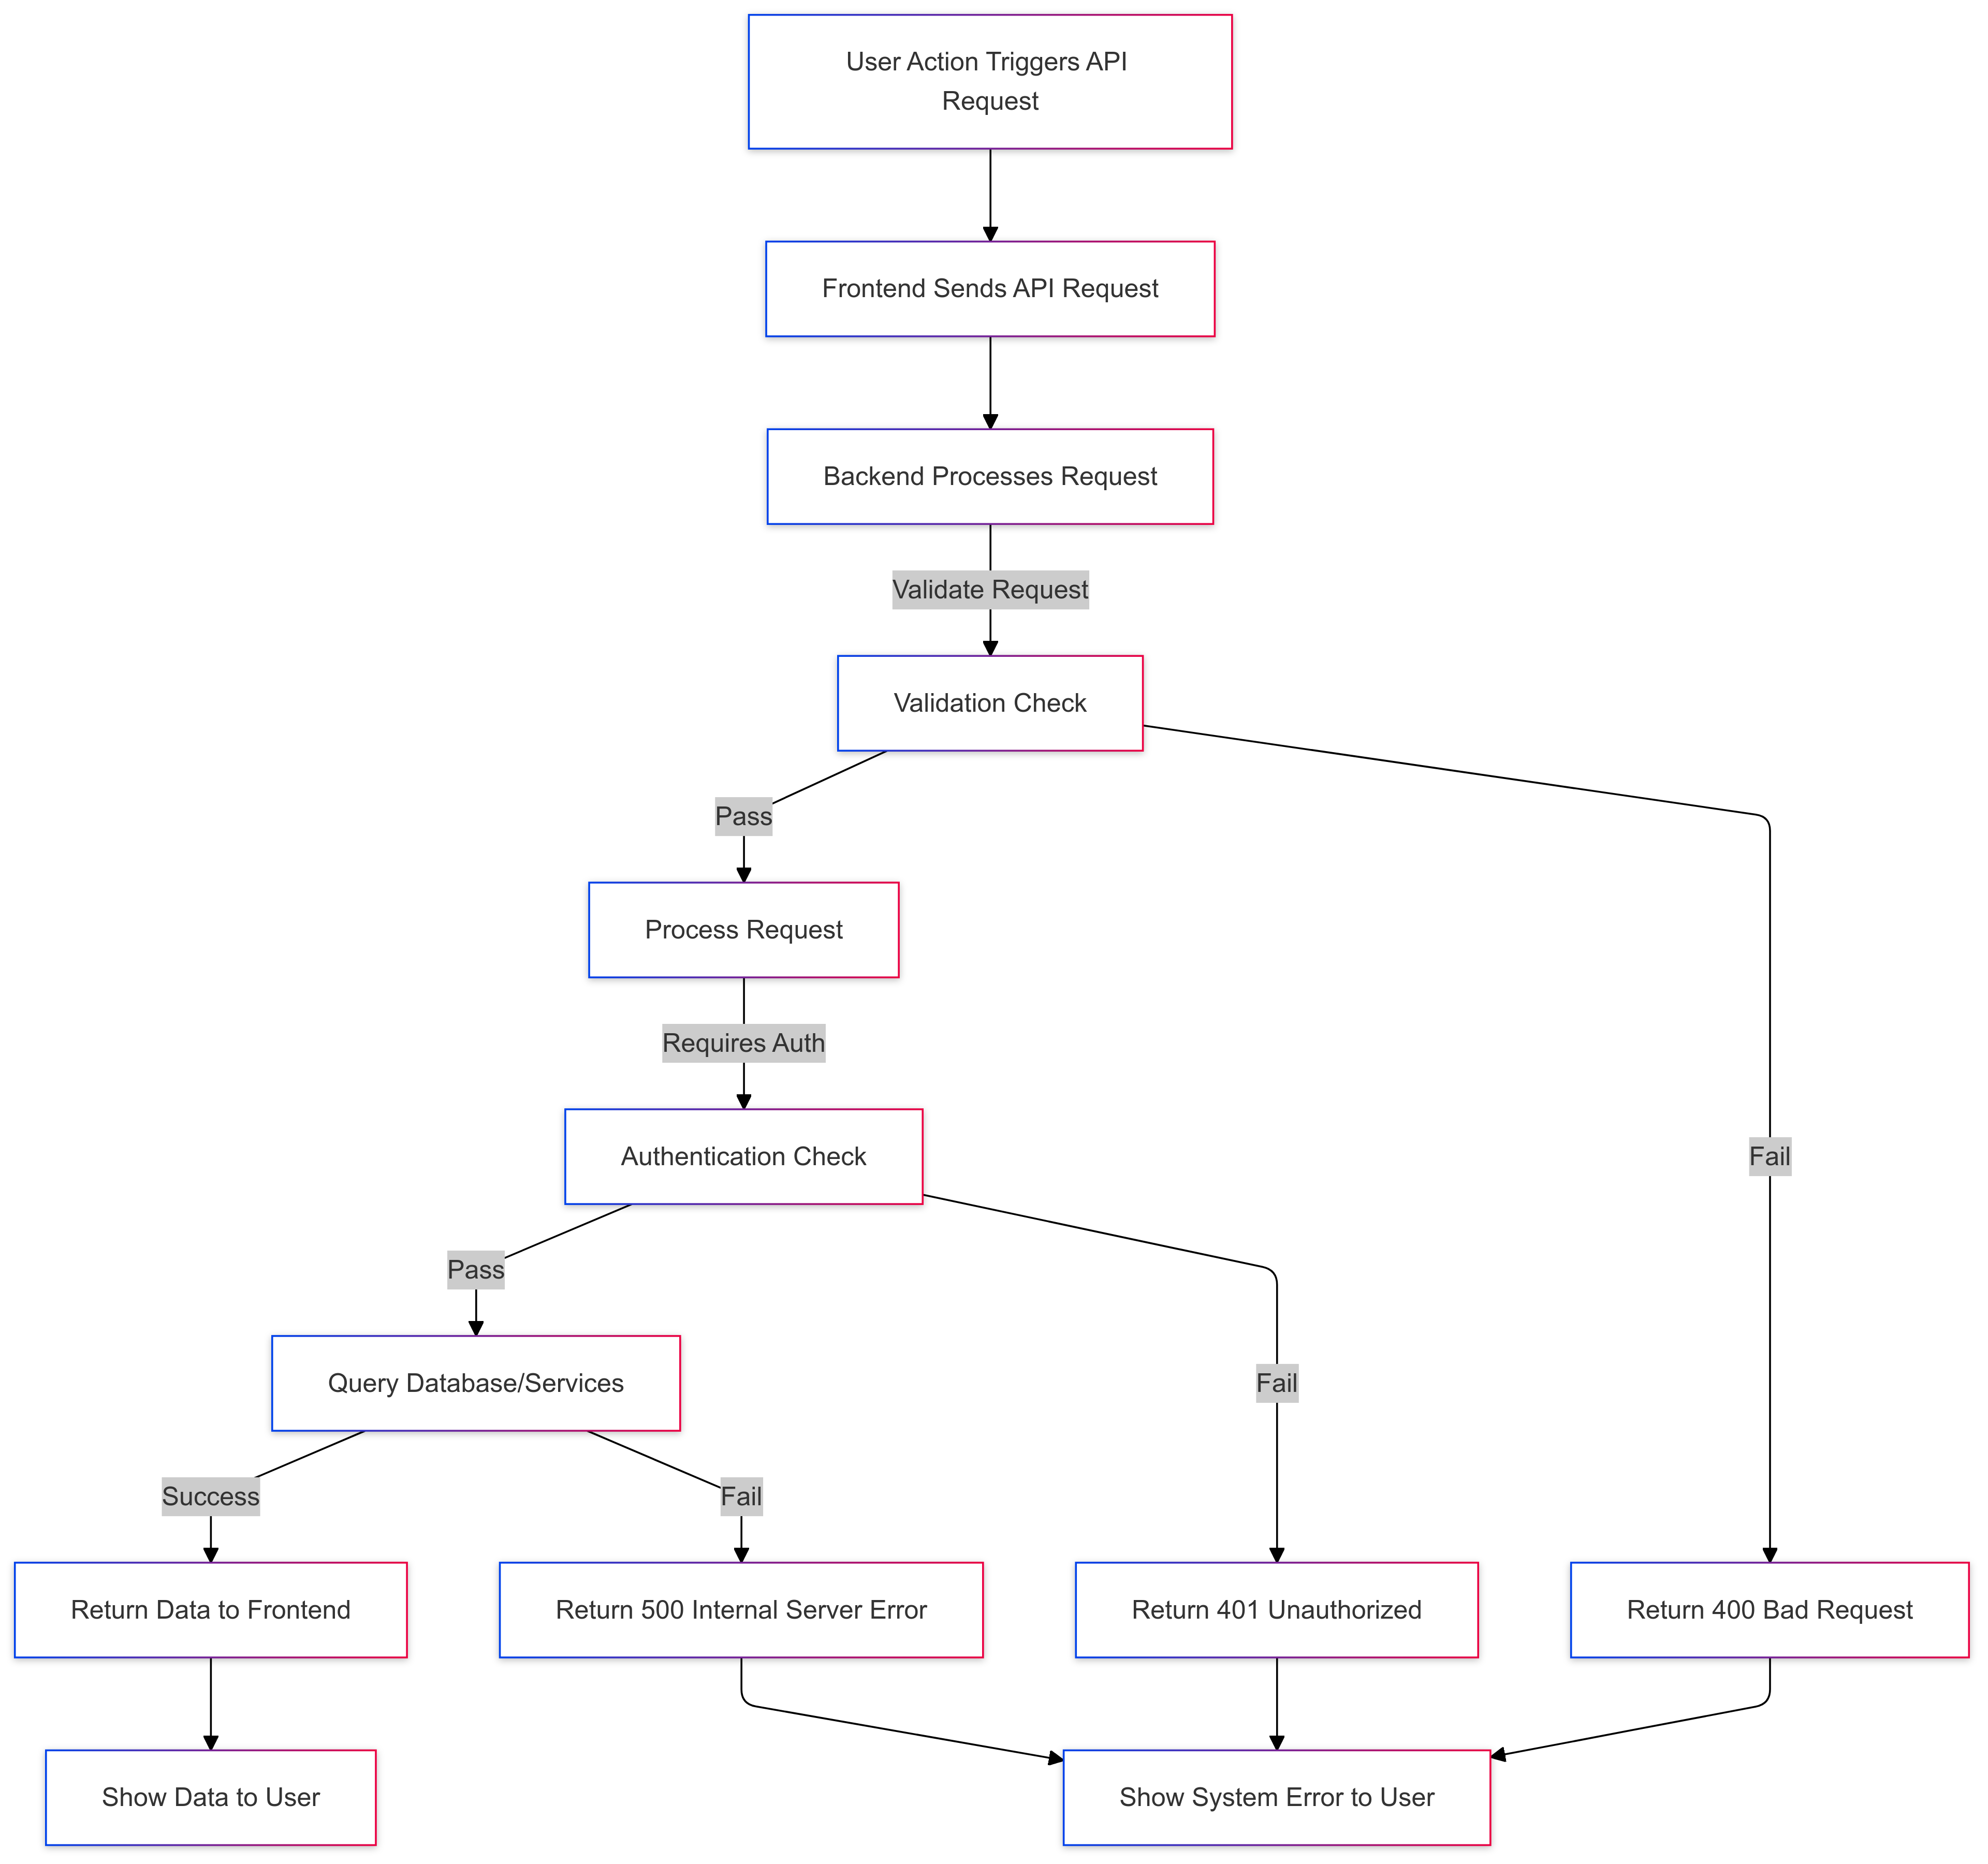 User Action Triggers API
Request
Frontend Sends API Request
Backend Processes Request
Validate Request
Validation Check
Pass
Process Request
Requires Auth
Authentication Check
Fail
Pass
Query Database/Services
Fail
Success
Fail
Return Data to Frontend
Return 500 Internal Server Error
Return 401 Unauthorized
Return 400 Bad Request
Show Data to User
Show System Error to User